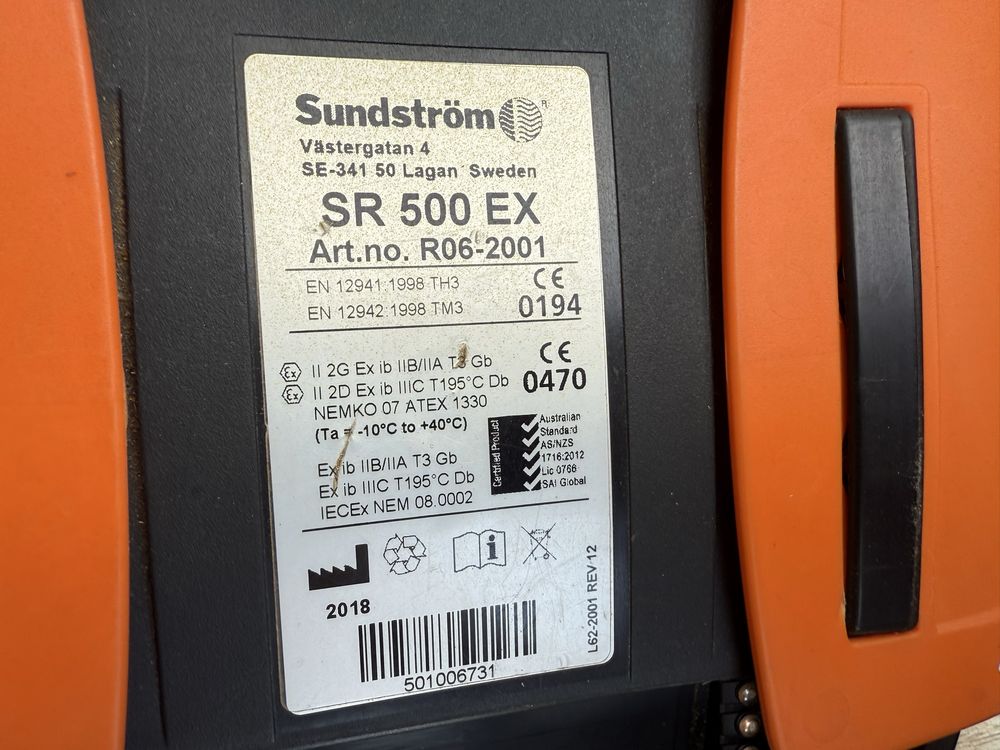 Sundström ®
Västergatan 4
SE-341 50 Lagan Sweden
SR 500 EX
Art.no. R06-2001
EN 12941:1998 TH3
EN 12942:1998 TM3
CE
0194
Ex II 2G Ex ib IIB/IIA T3 Gb
Ex II 2D Ex ib IIIC T195°C Db
NEMKO 07 ATEX 1330
(Ta = -10°C to +40°C)
CE
0470
Ex ib IIB/IIA T3 Gb
Ex ib IIIC T195°C Db
IECEx NEM 08.0002
Certified Product
Australian
Standard
AS/NZS
1716:2012
Lic 0766
SAI Global
2018
501006731
L62-2001 REV 12